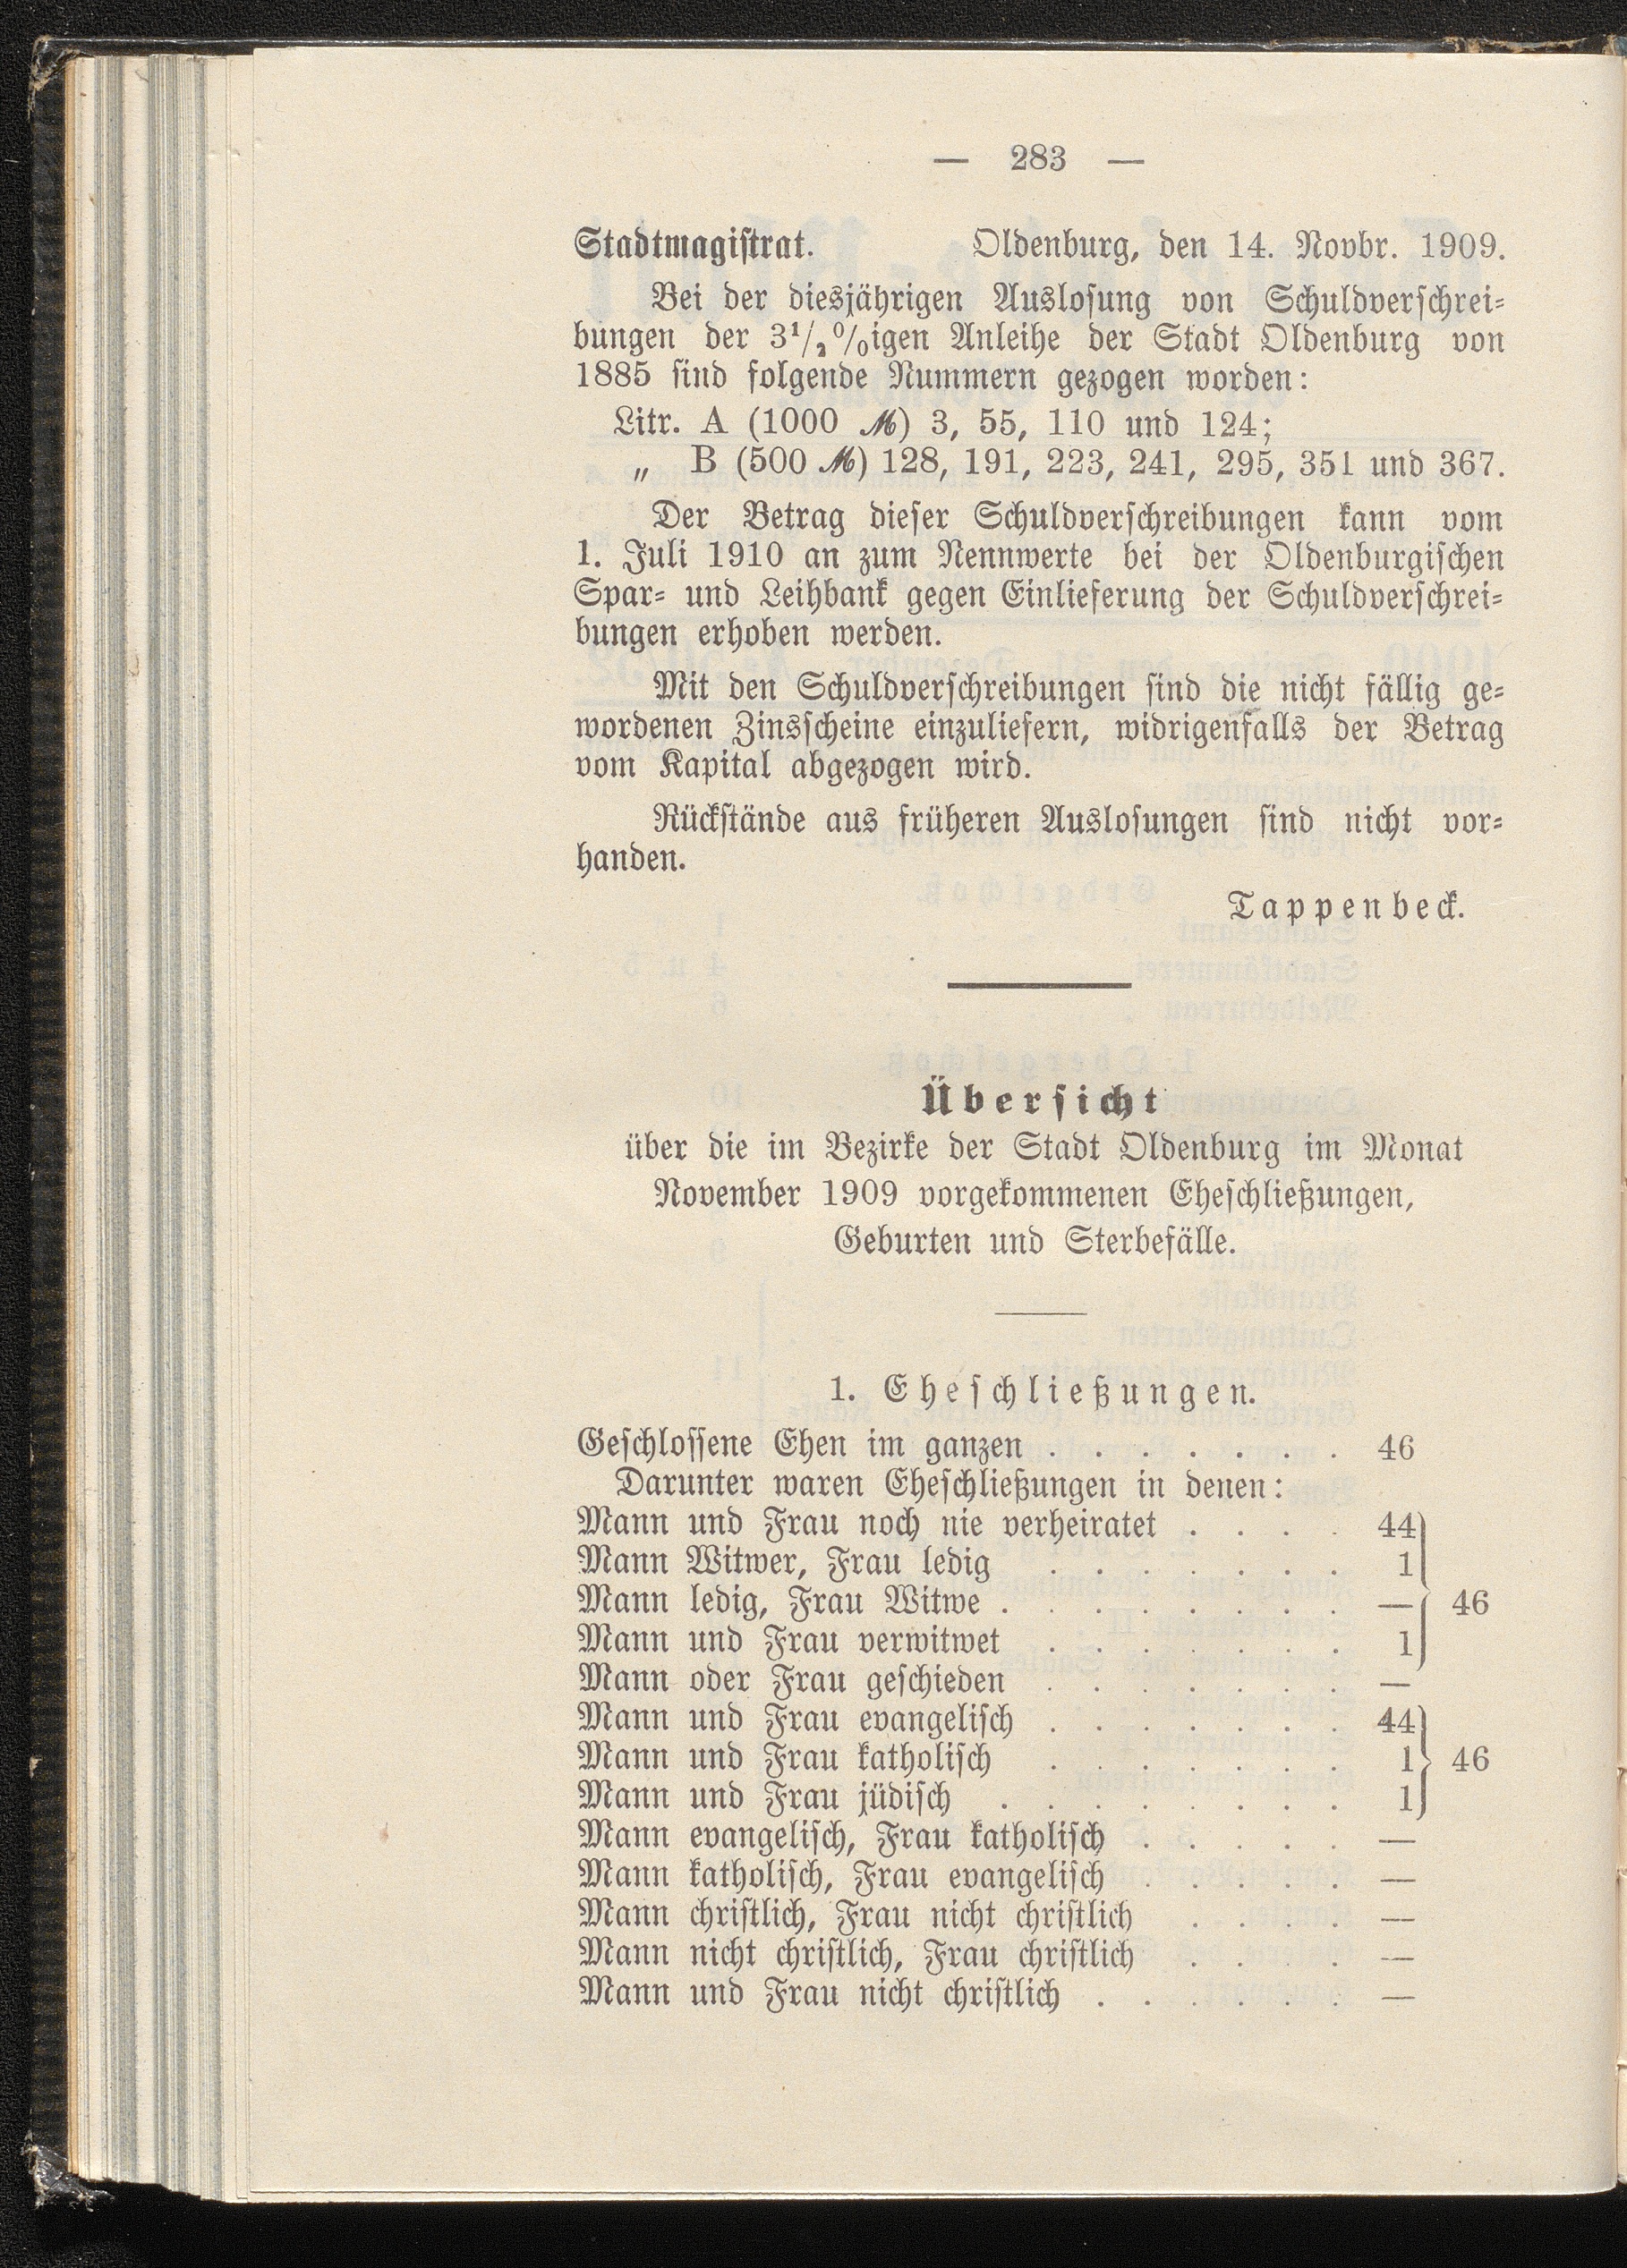 — 283 —
Stadtmagistrat. Oldenburg, den 14. Novbr. 1909.
Bei der diesjährigen Auslosung von Schuldverschrei-
bungen der 3½%igen Anleihe der Stadt Oldenburg von
1885 sind folgende Nummern gezogen worden:
Litr. A (1000 ℳ) 3, 55, 110 und 124;
„ B (500 ℳ) 128, 191, 223, 241, 295, 351 und 367.
Der Betrag dieser Schuldverschreibungen kann vom
1. Juli 1910 an zum Nennwerte bei der Oldenburgischen
Spar- und Leihbank gegen Einlieferung der Schuldverschrei-
bungen erhoben werden.
Mit den Schuldverschreibungen sind die nicht fällig ge-
wordenen Zinsscheine einzuliefern, widrigenfalls der Betrag
vom Kapital abgezogen wird.
Rückstände aus früheren Auslosungen sind nicht vor-
handen.
Tappenbeck.
Übersicht
über die im Bezirke der Stadt Oldenburg im Monat
November 1909 vorgekommenen Eheschließungen,
Geburten und Sterbefälle.
1. Eheschließungen.
Geschlossene Ehen im ganzen . . . . . . . 46
Darunter waren Eheschließungen in denen:
Mann und Frau noch nie verheiratet . . . . 44
Mann Witwer, Frau ledig . . . . . . . 1
Mann ledig, Frau Witwe . . . . . . . . — 46
Mann und Frau verwitwet . . . . . . . 1
Mann oder Frau geschieden . . . . . . . —
Mann und Frau evangelisch . . . . . . . 44
Mann und Frau katholisch . . . . . . . 1 46
Mann und Frau jüdisch . . . . . . . . 1
Mann evangelisch, Frau katholisch . . . . . —
Mann katholisch, Frau evangelisch . . . . . —
Mann christlich, Frau nicht christlich . . . . —
Mann nicht christlich, Frau christlich . . . . —
Mann und Frau nicht christlich . . . . . . —